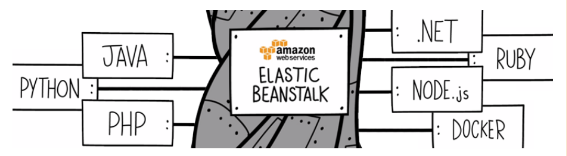 JAVA
PYTHON
PHP
amazon
webservices
ELASTIC
BEANSTALK
.NET
RUBY
NODE.js
DOCKER